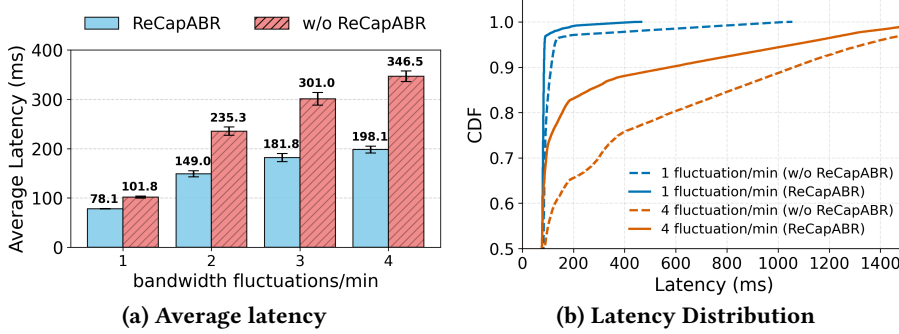 ReCapABR
w/o ReCapABR
Average Latency (ms)
400
300
200
100
0
78.1
101.8
149.0
235.3
181.8
301.0
198.1
346.5
1
2
3
4
bandwidth fluctuations/min
(a) Average latency
CDF
1.0
0.9
0.8
0.7
0.6
0.5
1 fluctuation/min (w/o ReCapABR)
1 fluctuation/min (ReCapABR)
4 fluctuation/min (w/o ReCapABR)
4 fluctuation/min (ReCapABR)
0
200
400
600
800
1000
1200
1400
Latency (ms)
(b) Latency Distribution